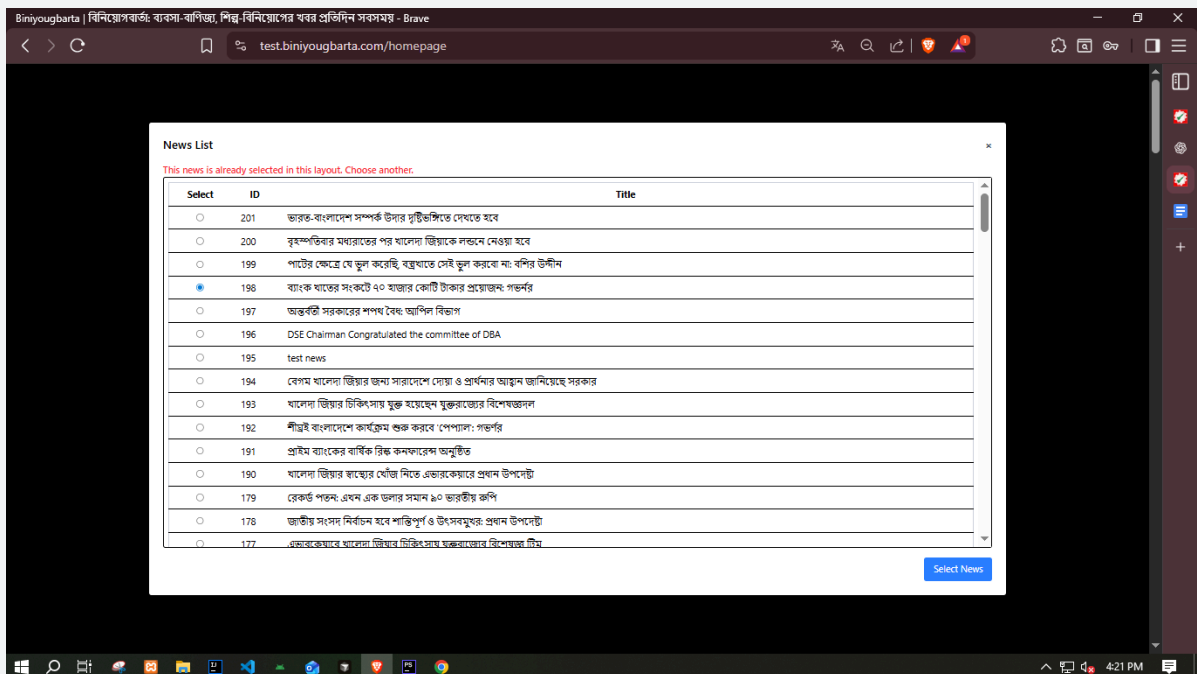 Biniyougbarta | বিনিয়োগবার্তা: ব্যবসা-বাণিজ্য, শিল্প-বিনিয়োগের খবর প্রতিদিন সবসময় - Brave
test.biniyougbarta.com/homepage
News List
This news is already selected in this layout. Choose another.
Select ID Title
201 ভারত-বাংলাদেশ সম্পর্ক উদার দৃষ্টিভঙ্গিতে দেখতে হবে
200 বৃহস্পতিবার মধ্যরাতের পর খালেদা জিয়াকে লন্ডনে নেওয়া হবে
199 পাটের ক্ষেত্রে যে ভুল করেছি, বস্ত্রখাতে সেই ভুল করবো না: বশির উদ্দীন
198 ব্যাংক খাতের সংকটে ৭০ হাজার কোটি টাকার প্রয়োজন: গভর্নর
197 অন্তর্বর্তী সরকারের শপথ বৈধ: আপিল বিভাগ
196 DSE Chairman Congratulated the committee of DBA
195 test news
194 বেগম খালেদা জিয়ার জন্য সারাদেশে দোয়া ও প্রার্থনার আহ্বান জানিয়েছে সরকার
193 খালেদা জিয়ার চিকিৎসায় যুক্ত হয়েছেন যুক্তরাজ্যের বিশেষজ্ঞদল
192 শীঘ্রই বাংলাদেশে কার্যক্রম শুরু করবে 'পেপ্যাল': গভর্ণর
191 প্রাইম ব্যাংকের বার্ষিক রিস্ক কনফারেন্স অনুষ্ঠিত
190 খালেদা জিয়ার স্বাস্থ্যের খোঁজ নিতে এভারকেয়ারে প্রধান উপদেষ্টা
179 রেকর্ড পতন: এখন এক ডলার সমান ৯০ ভারতীয় রুপি
178 জাতীয় সংসদ নির্বাচন হবে শান্তিপূর্ণ ও উৎসবমুখর: প্রধান উপদেষ্টা
177 এভারকেয়ারে খালেদা জিয়ার চিকিৎসায় যুক্তরাজ্যের বিশেষজ্ঞ টিম
Select News
4:21 PM